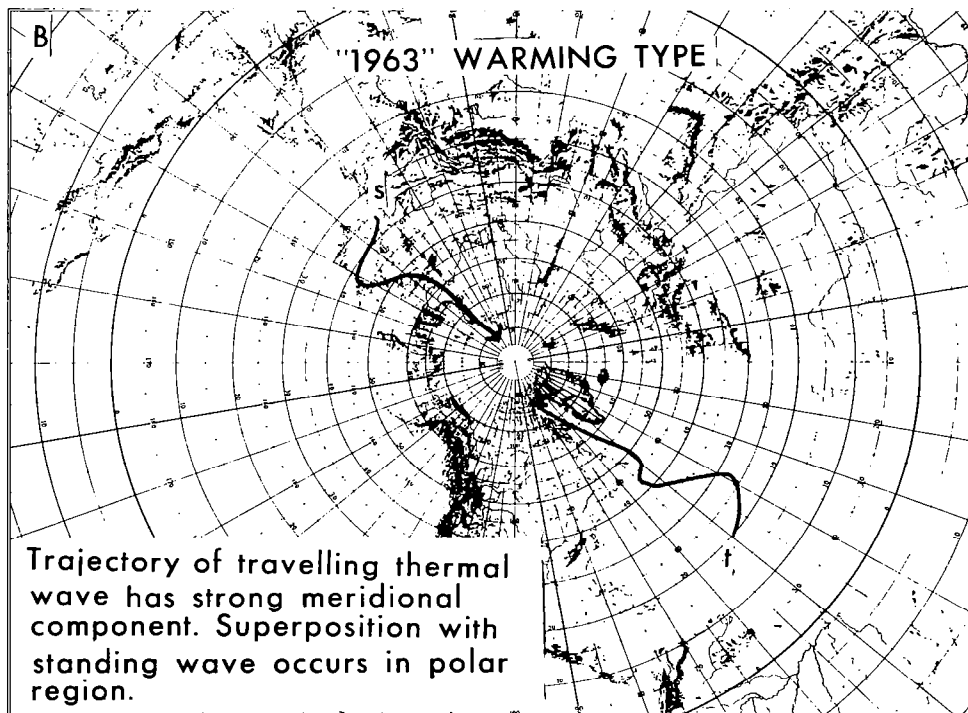 B
"1963" WARMING TYPE
s
t
Trajectory of travelling thermal
wave has strong meridional
component. Superposition with
standing wave occurs in polar
region.